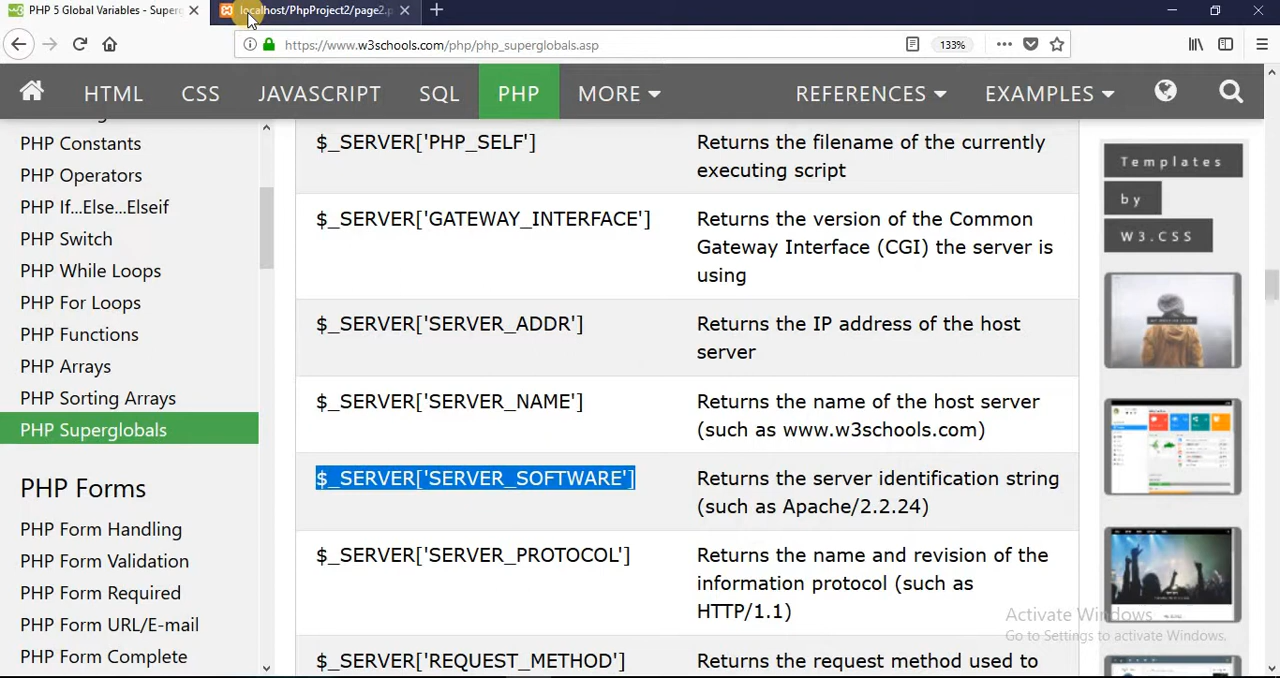 PHP 5 Global Variables - Superg
localhost/PhpProject2/page2.p
https://www.w3schools.com/php/php_superglobals.asp
133%
HTML
CSS
JAVASCRIPT
SQL
PHP
MORE
REFERENCES
EXAMPLES
PHP Constants
PHP Operators
PHP If...Else...Elseif
PHP Switch
PHP While Loops
PHP For Loops
PHP Functions
PHP Arrays
PHP Sorting Arrays
PHP Superglobals
PHP Forms
PHP Form Handling
PHP Form Validation
PHP Form Required
PHP Form URL/E-mail
PHP Form Complete
$_SERVER['PHP_SELF']
Returns the filename of the currently
executing script
$_SERVER['GATEWAY_INTERFACE']
Returns the version of the Common
Gateway Interface (CGI) the server is
using
$_SERVER['SERVER_ADDR']
Returns the IP address of the host
server
$_SERVER['SERVER_NAME']
Returns the name of the host server
(such as www.w3schools.com)
$_SERVER['SERVER_SOFTWARE']
Returns the server identification string
(such as Apache/2.2.24)
$_SERVER['SERVER_PROTOCOL']
Returns the name and revision of the
information protocol (such as
HTTP/1.1)
$_SERVER['REQUEST_METHOD']
Returns the request method used to
Templates
by
W3.CSS
Activate Windows
Go to Settings to activate Windows.